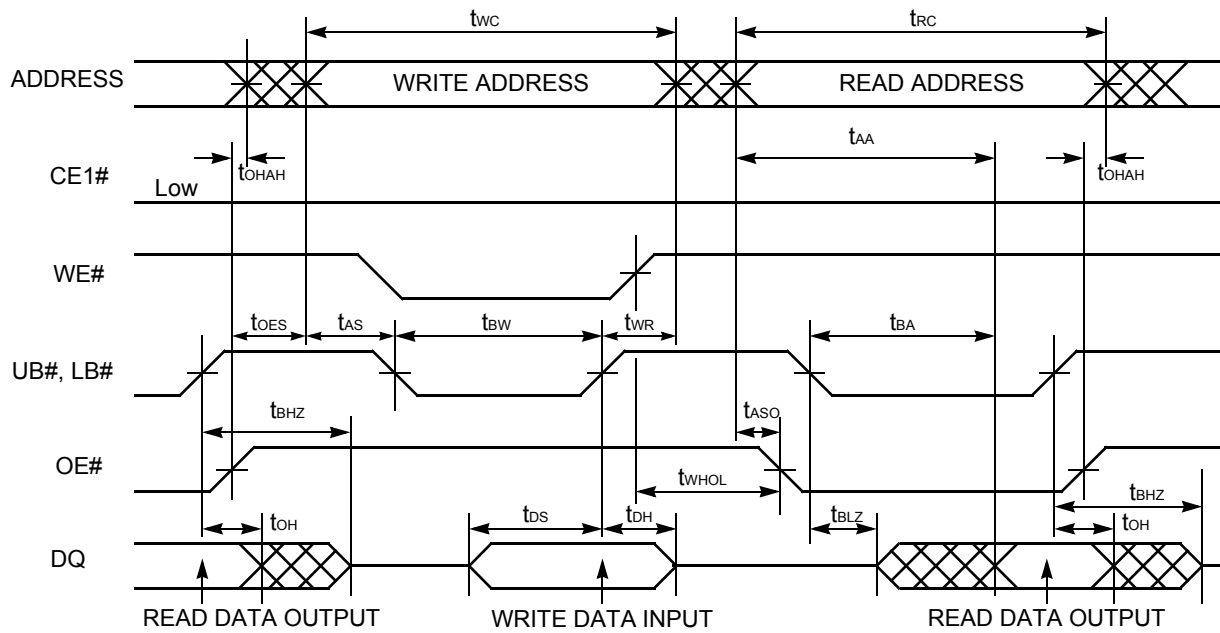 tWC
tRC
ADDRESS
WRITE ADDRESS
READ ADDRESS
tAA
tOHAH
tOHAH
CE1#
Low
WE#
tOES
tAS
tBW
tWR
tBA
UB#, LB#
tBHZ
tASO
OE#
tWHOL
tBHZ
tOH
tDS
tDH
tBLZ
tOH
DQ
READ DATA OUTPUT
WRITE DATA INPUT
READ DATA OUTPUT